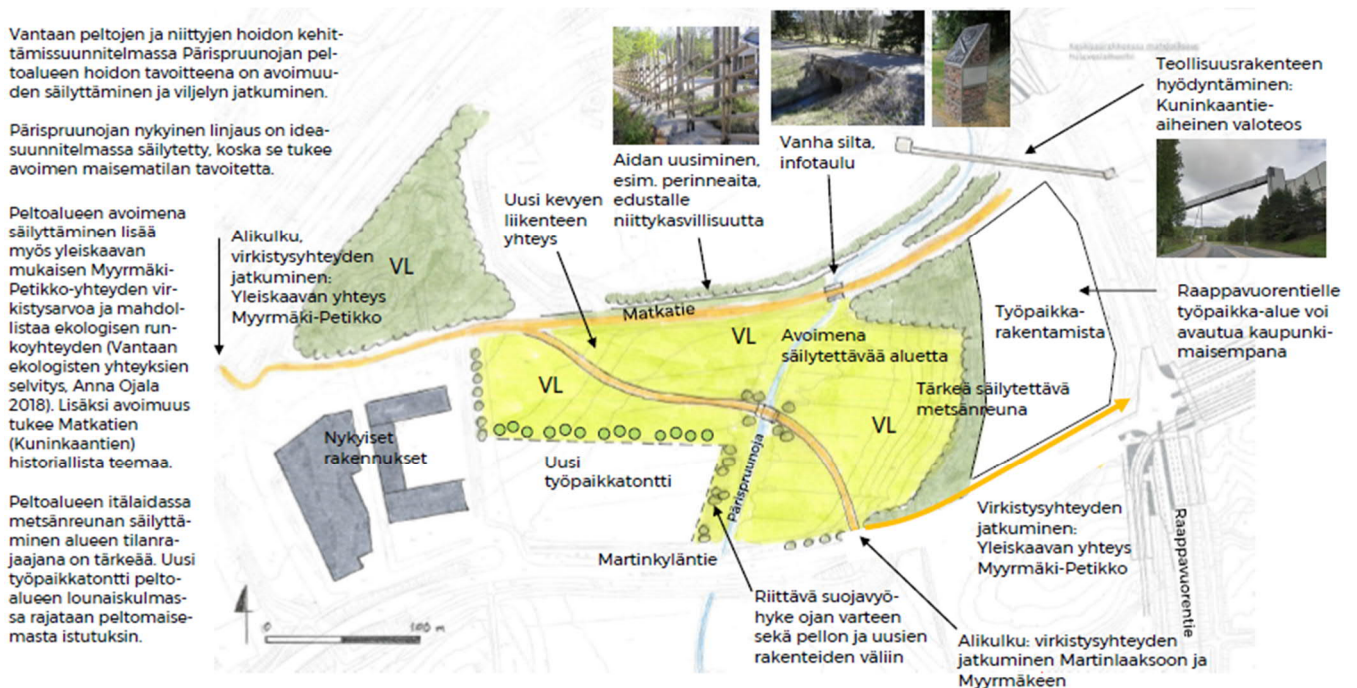 Vantaan peltojen ja niittyjen hoidon kehit-
tämissuunnitelmassa Pärispruunojan pel-
toalueen hoidon tavoitteena on avoimuu-
den säilyttäminen ja viljelyn jatkuminen.
Pärispruunojan nykyinen linjaus on idea-
suunnitelmassa säilytetty, koska se tukee
avoimen maisematilan tavoitetta.
Peltoalueen avoimena
säilyttäminen lisää
myös yleiskaavan
mukaisen Myyrmäki-
Petikko-yhteyden vir-
kistysarvoa ja mahdol-
listaa ekologisen run-
koyhteyden (Vantaan
ekologisten yhteyksien
selvitys, Anna Ojala
2018). Lisäksi avoimuus
tukee Matkatien
(Kuninkaantien)
historiallista teemaa.
Peltoalueen itälaidassa
metsänreunan säilyttä-
minen alueen tilanra-
jaajana on tärkeää. Uusi
työpaikkatontti pelto-
alueen lounaiskulmas-
sa rajataan peltomaise-
masta istutuksin.
Alikulku,
virkistysyhteyden
jatkuminen:
Yleiskaavan yhteys
Myyrmäki-Petikko
VL
Uusi kevyen
liikenteen
yhteys
Aidan uusiminen,
esim. perinneaita,
edustalle
niittykasvillisuutta
Vanha silta,
infotaulu
Teollisuusrakenteen
hyödyntäminen:
Kuninkaantie-
aiheinen valoteos
Raappavuorentielle
työpaikka-alue voi
avautua kaupunki-
maisempana
Työpaikka-
rakentamista
Matkatie
VL
Avoimena
säilytettävää aluetta
VL
Tärkeä säilytettävä
metsänreuna
VL
Nykyiset
rakennukset
Uusi
työpaikkatontti
Pärispruunoja
Martinkyläntie
Virkistysyhteyden
jatkuminen:
Yleiskaavan yhteys
Myyrmäki-Petikko
Raappavuorentie
Riittävä suojavyö-
hyke ojan varteen
sekä pellon ja uusien
rakenteiden väliin
Alikulku: virkistysyhteyden
jatkuminen Martinlaaksoon ja
Myyrmäkeen
0 100 m